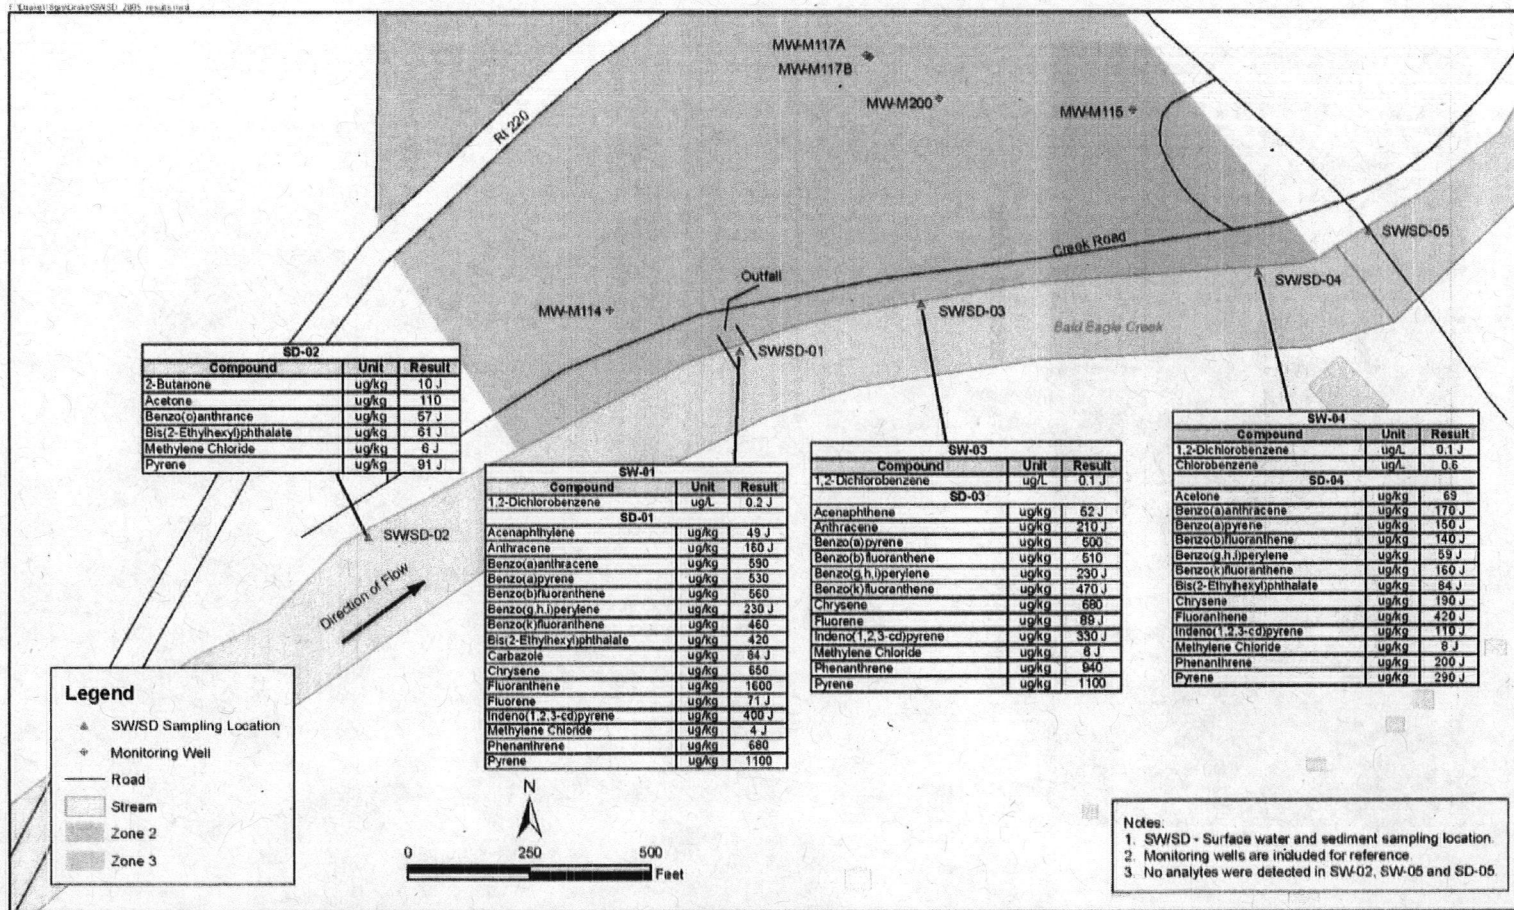 MW-M117A
MW-M117B
MW-M200
MW-M115
Rt 220
SW/SD-05
Creek Road
Outfall
SW/SD-04
MW-M114
SW/SD-03
Bald Eagle Creek
SW/SD-01
SD-02
Compound Unit Result
2-Butanone ug/kg 10 J
Acetone ug/kg 110
Benzo(o)anthrance ug/kg 57 J
Bis(2-Ethylhexyl)phthalate ug/kg 61 J
Methylene Chloride ug/kg 6 J
Pyrene ug/kg 91 J
SW/SD-02
Direction of Flow
SW-01
Compound Unit Result
1,2-Dichlorobenzene ug/L 0.2 J
SD-01
Acenaphthylene ug/kg 49 J
Anthracene ug/kg 160 J
Benzo(a)anthracene ug/kg 590
Benzo(a)pyrene ug/kg 530
Benzo(b)fluoranthene ug/kg 560
Benzo(g,h,i)perylene ug/kg 230 J
Benzo(k)fluoranthene ug/kg 460
Bis(2-Ethylhexyl)phthalate ug/kg 420
Carbazole ug/kg 84 J
Chrysene ug/kg 650
Fluoranthene ug/kg 1600
Fluorene ug/kg 71 J
Indeno(1,2,3-cd)pyrene ug/kg 400 J
Methylene Chloride ug/kg 4 J
Phenanthrene ug/kg 680
Pyrene ug/kg 1100
SW-03
Compound Unit Result
1,2-Dichlorobenzene ug/L 0.1 J
SD-03
Acenaphthene ug/kg 52 J
Anthracene ug/kg 210 J
Benzo(a)pyrene ug/kg 500
Benzo(b)fluoranthene ug/kg 510
Benzo(g,h,i)perylene ug/kg 230 J
Benzo(k)fluoranthene ug/kg 470 J
Chrysene ug/kg 680
Fluorene ug/kg 89 J
Indeno(1,2,3-cd)pyrene ug/kg 330 J
Methylene Chloride ug/kg 8 J
Phenanthrene ug/kg 940
Pyrene ug/kg 1100
SW-04
Compound Unit Result
1,2-Dichlorobenzene ug/L 0.1 J
Chlorobenzene ug/L 0.6
SD-04
Acetone ug/kg 69
Benzo(a)anthracene ug/kg 170 J
Benzo(a)pyrene ug/kg 150 J
Benzo(b)fluoranthene ug/kg 140 J
Benzo(g,h,i)perylene ug/kg 59 J
Benzo(k)fluoranthene ug/kg 160 J
Bis(2-Ethylhexyl)phthalate ug/kg 84 J
Chrysene ug/kg 190 J
Fluoranthene ug/kg 420 J
Indeno(1,2,3-cd)pyrene ug/kg 110 J
Methylene Chloride ug/kg 8 J
Phenanthrene ug/kg 200 J
Pyrene ug/kg 290 J
Legend
SW/SD Sampling Location
Monitoring Well
Road
Stream
Zone 2
Zone 3
N
0 250 500
Feet
Notes:
1. SW/SD - Surface water and sediment sampling location.
2. Monitoring wells are included for reference.
3. No analytes were detected in SW-02, SW-05 and SD-05.